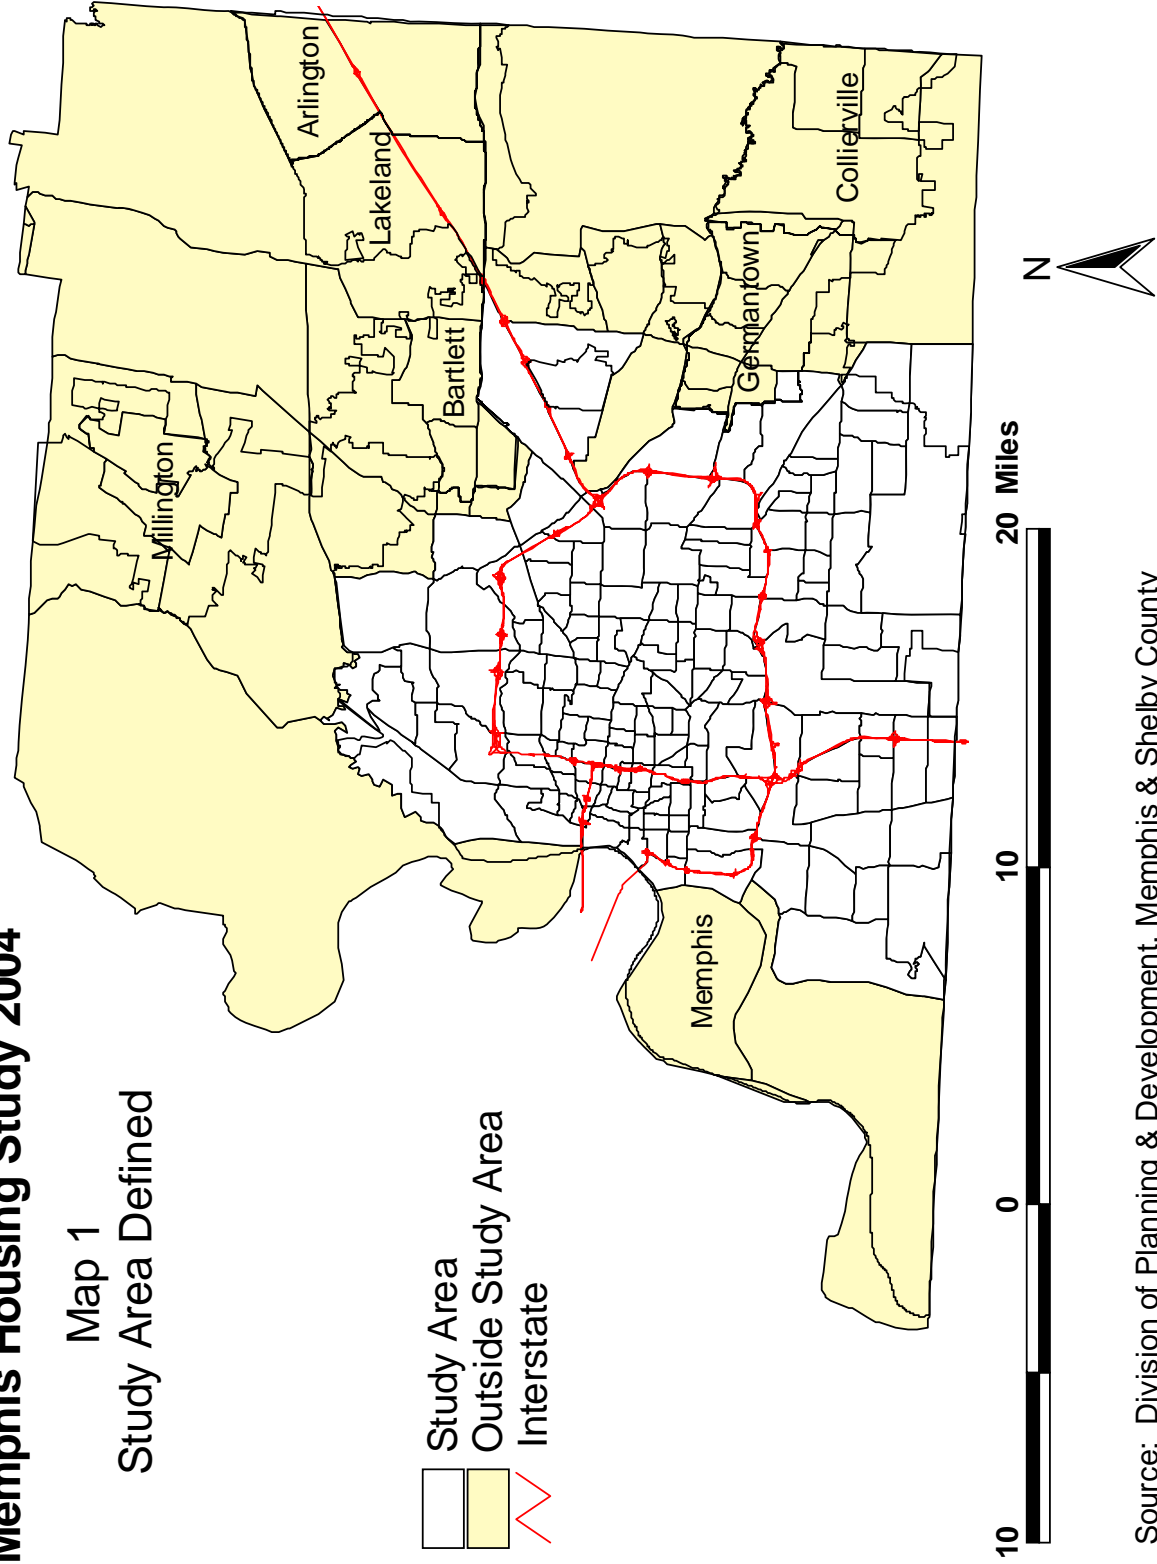 Memphis Housing Study 2004
Map 1
Study Area Defined
Study Area
Outside Study Area
Interstate
Millington
Arlington
Lakeland
Bartlett
Germantown
Collierville
Memphis
N
10 0 10 20 Miles
Source: Division of Planning & Development, Memphis & Shelby County